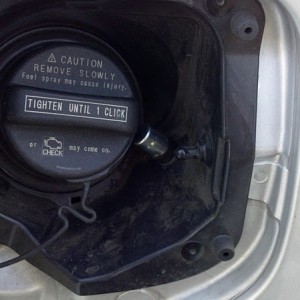 ⚠ CAUTION
REMOVE SLOWLY
Fuel spray may cause injury.
TIGHTEN UNTIL 1 CLICK
or CHECK may come on.